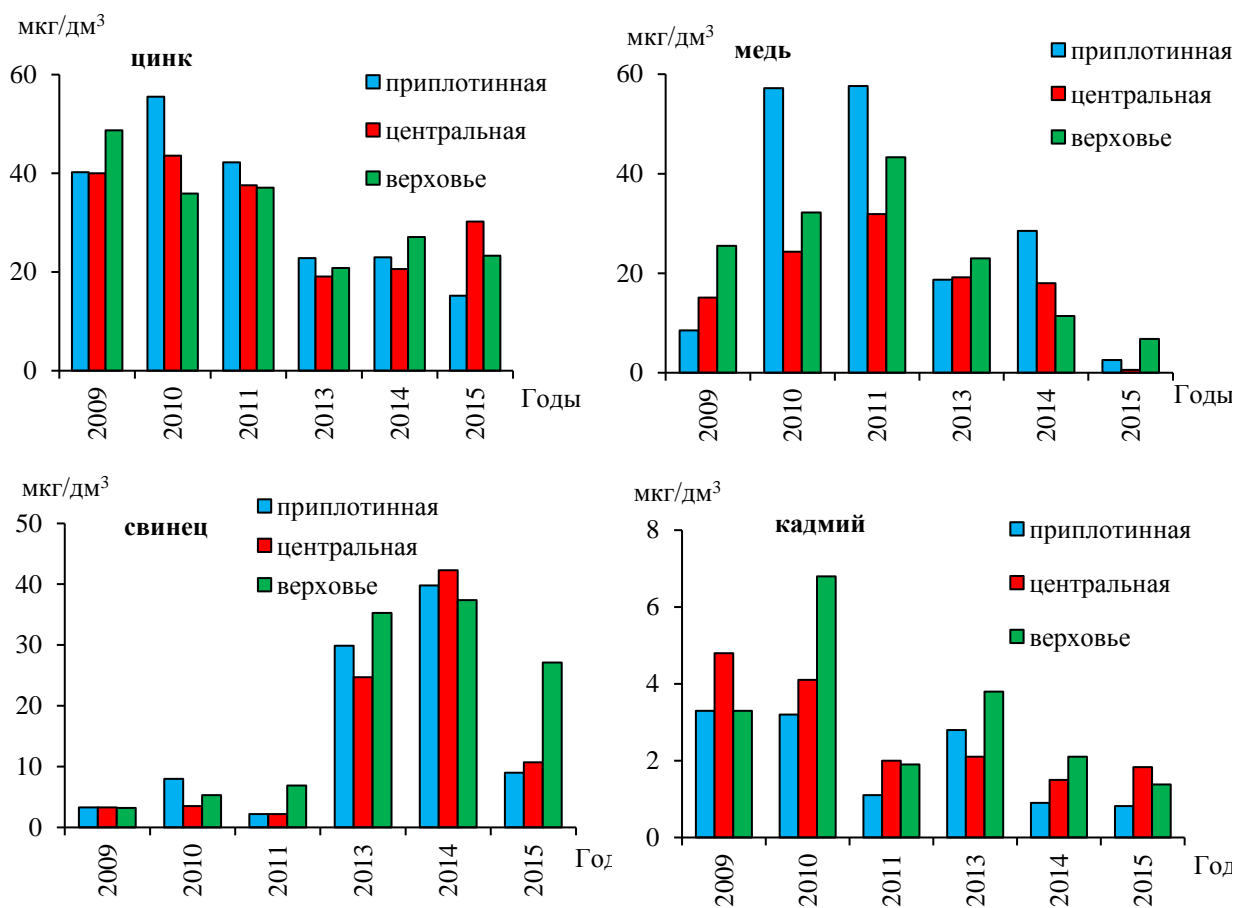 мкг/дм³
цинк
60
40
20
0
приплотинная
центральная
верховье
2009
2010
2011
2013
2014
2015
Годы
мкг/дм³
медь
60
40
20
0
приплотинная
центральная
верховье
2009
2010
2011
2013
2014
2015
Годы
мкг/дм³
свинец
50
40
30
20
10
0
приплотинная
центральная
верховье
2009
2010
2011
2013
2014
2015
Год
мкг/дм³
кадмий
8
6
4
2
0
приплотинная
центральная
верховье
2009
2010
2011
2013
2014
2015
Год